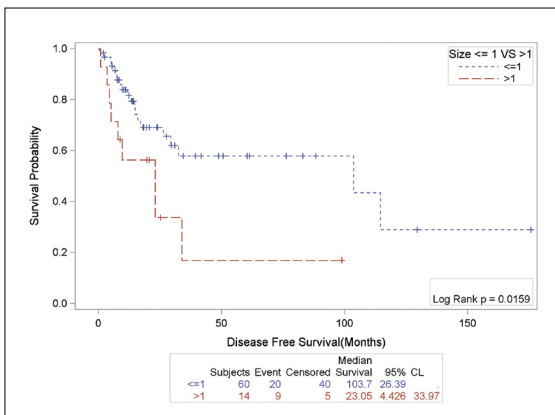 Size <= 1 VS >1
<=1
>1
1.0
0.8
0.6
0.4
0.2
0.0
Survival Probability
Log Rank p = 0.0159
0 50 100 150
Disease Free Survival(Months)
Median
Subjects Event Censored Survival 95% CL
<=1 60 20 40 103.7 26.39 .
>1 14 9 5 23.05 4.426 33.97